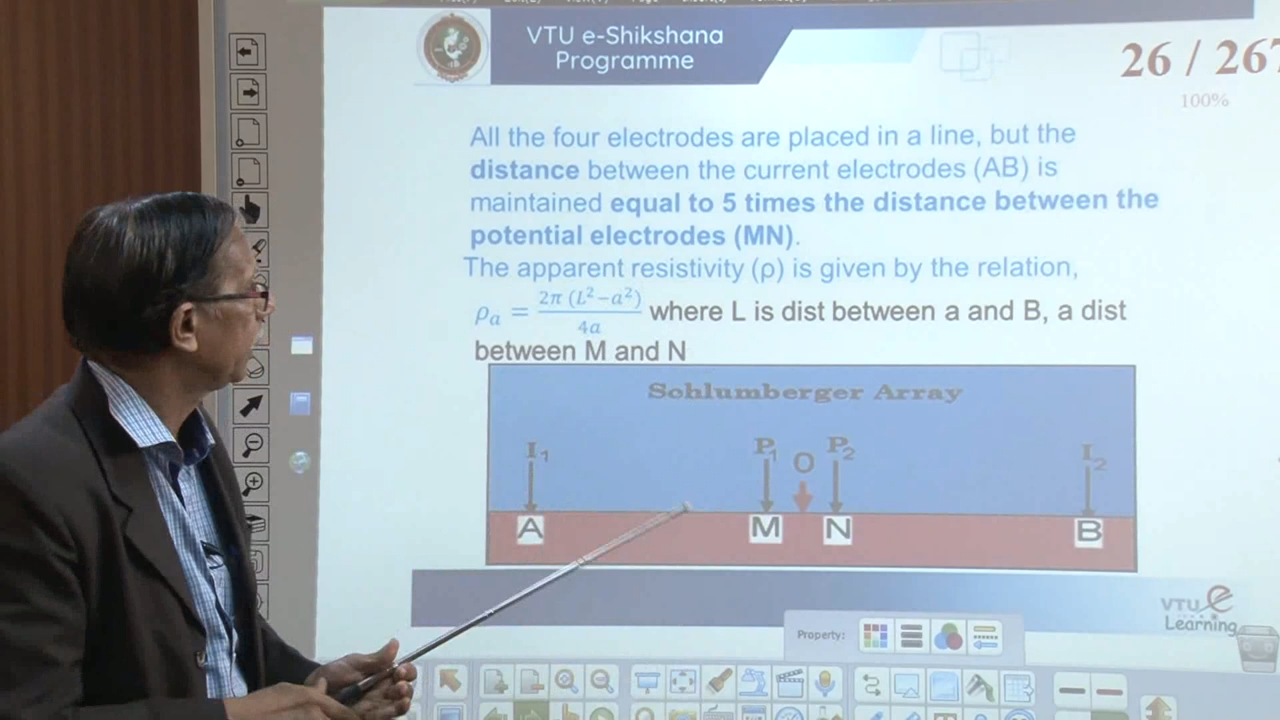 VTU e-Shikshana
Programme
26 / 267
100%
All the four electrodes are placed in a line, but the
distance between the current electrodes (AB) is
maintained equal to 5 times the distance between the
potential electrodes (MN).
The apparent resistivity (ρ) is given by the relation,
ρₐ = 2π (L²−a²) / 4a where L is dist between a and B, a dist
between M and N
Sohlumberger Array
I₁ P₁ O P₂ I₂
A M N B
VTU e
Learning
Property: